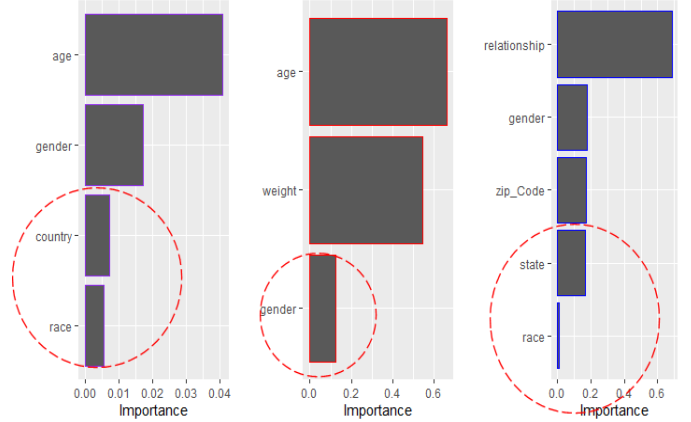 age
gender
country
race
0.00 0.01 0.02 0.03 0.04
Importance
age
weight
gender
0.0 0.2 0.4 0.6
Importance
relationship
gender
zip_Code
state
race
0.0 0.2 0.4 0.6
Importance